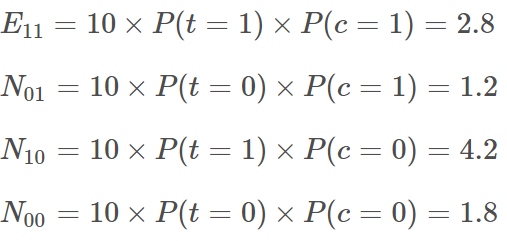 E₁₁ = 10 × P(t = 1) × P(c = 1) = 2.8
N₀₁ = 10 × P(t = 0) × P(c = 1) = 1.2
N₁₀ = 10 × P(t = 1) × P(c = 0) = 4.2
N₀₀ = 10 × P(t = 0) × P(c = 0) = 1.8